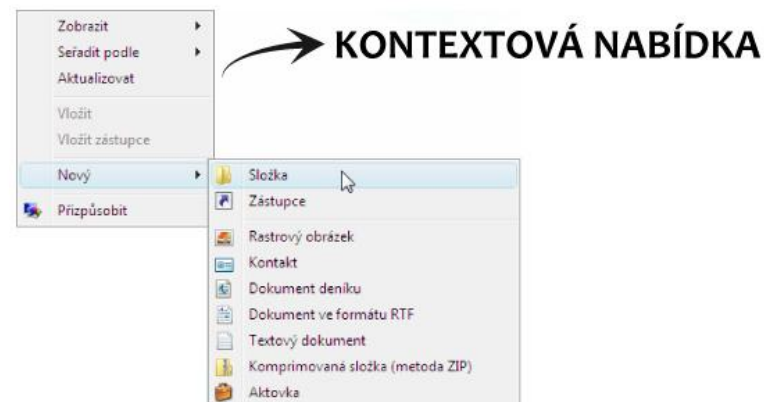 Zobrazit
KONTEXTOVÁ NABÍDKA
Seřadit podle
Aktualizovat
Vložit
Vložit zástupce
Nový
Přizpůsobit
Složka
Zástupce
Rastrový obrázek
Kontakt
Dokument deníku
Dokument ve formátu RTF
Textový dokument
Komprimovaná složka (metoda ZIP)
Aktovka